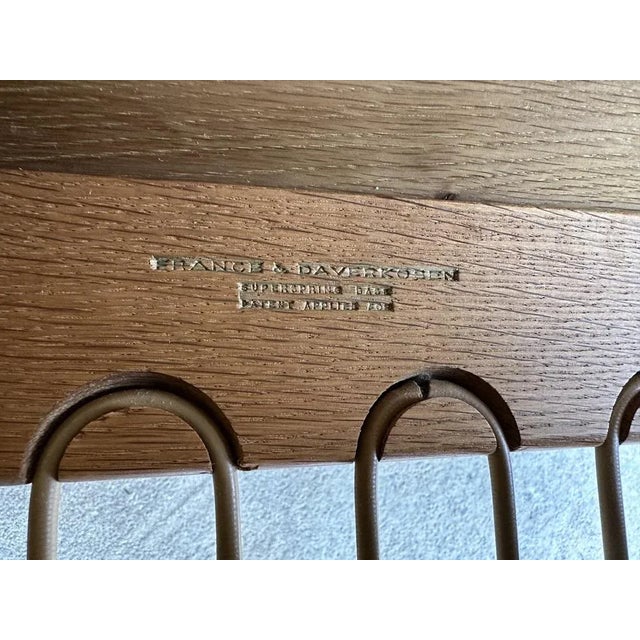 FRANCE & DAVERKOSEN
SUPERSPRING BASE
PATENT APPLIED FOR